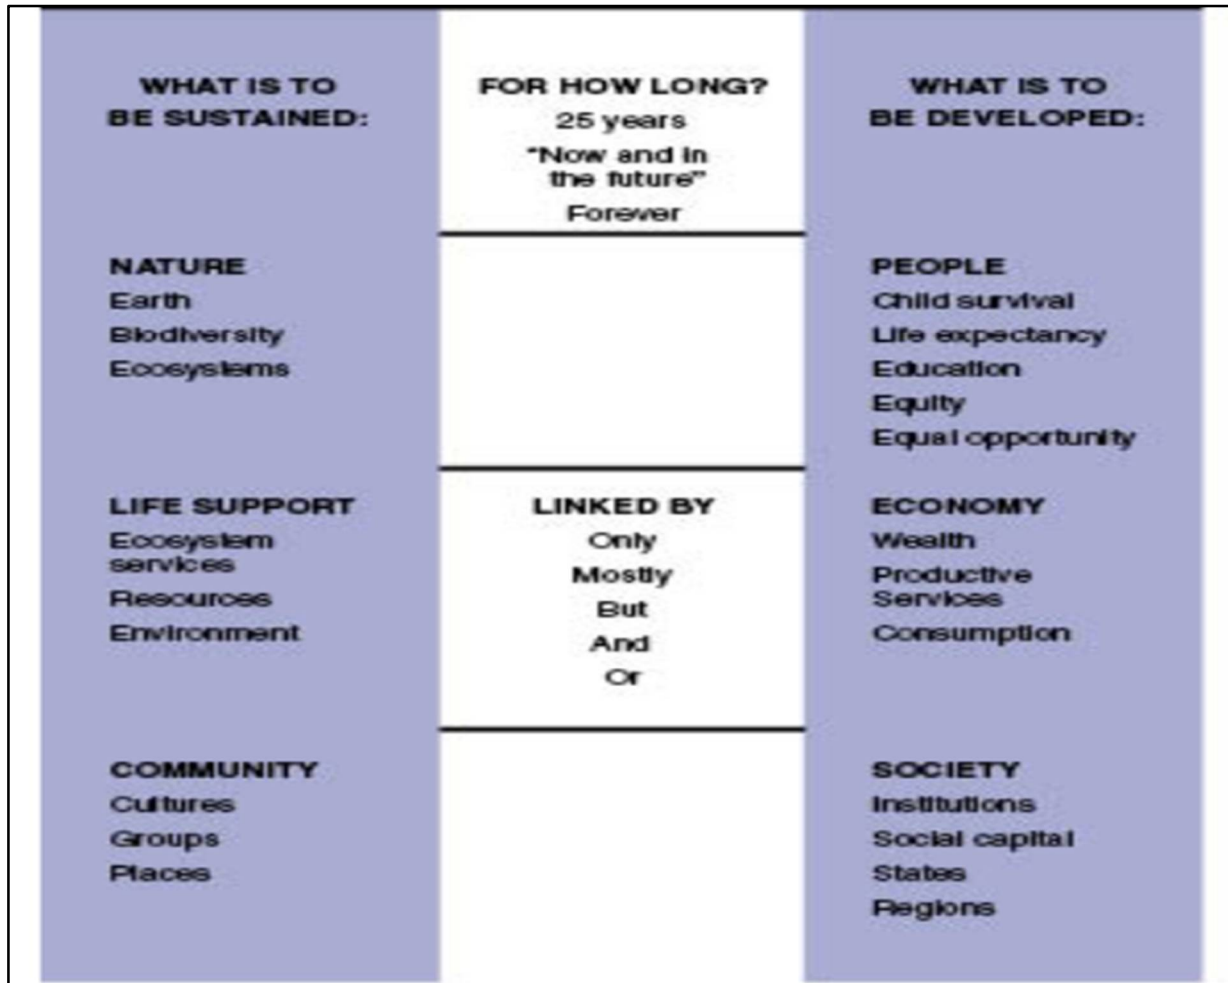 WHAT IS TO
BE SUSTAINED:
NATURE
Earth
Biodiversity
Ecosystems
LIFE SUPPORT
Ecosystem
services
Resources
Environment
COMMUNITY
Cultures
Groups
Places
FOR HOW LONG?
25 years
"Now and in
the future"
Forever
LINKED BY
Only
Mostly
But
And
Or
WHAT IS TO
BE DEVELOPED:
PEOPLE
Child survival
Life expectancy
Education
Equity
Equal opportunity
ECONOMY
Wealth
Productive
Services
Consumption
SOCIETY
Institutions
Social capital
States
Regions